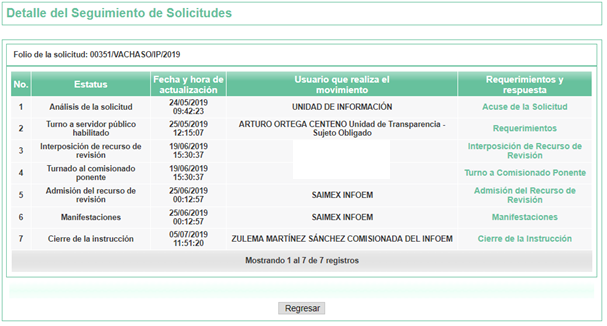 Detalle del Seguimiento de Solicitudes
Folio de la solicitud: 00351/VACHASO/IP/2019
No. Estatus Fecha y hora de actualización Usuario que realiza el movimiento Requerimientos y respuesta
1 Análisis de la solicitud 24/05/2019 09:42:23 UNIDAD DE INFORMACIÓN Acuse de la Solicitud
2 Turno a servidor público habilitado 25/05/2019 12:15:07 ARTURO ORTEGA CENTENO Unidad de Transparencia - Sujeto Obligado Requerimientos
3 Interposición de recurso de revisión 19/06/2019 15:30:37 Interposición de Recurso de Revisión
4 Turnado al comisionado ponente 19/06/2019 15:30:37 Turno a Comisionado Ponente
5 Admisión del recurso de revisión 25/06/2019 00:12:57 SAIMEX INFOEM Admisión del Recurso de Revisión
6 Manifestaciones 25/06/2019 00:12:57 SAIMEX INFOEM Manifestaciones
7 Cierre de la instrucción 05/07/2019 11:51:20 ZULEMA MARTÍNEZ SÁNCHEZ COMISIONADA DEL INFOEM Cierre de la Instrucción
Mostrando 1 al 7 de 7 registros
Regresar